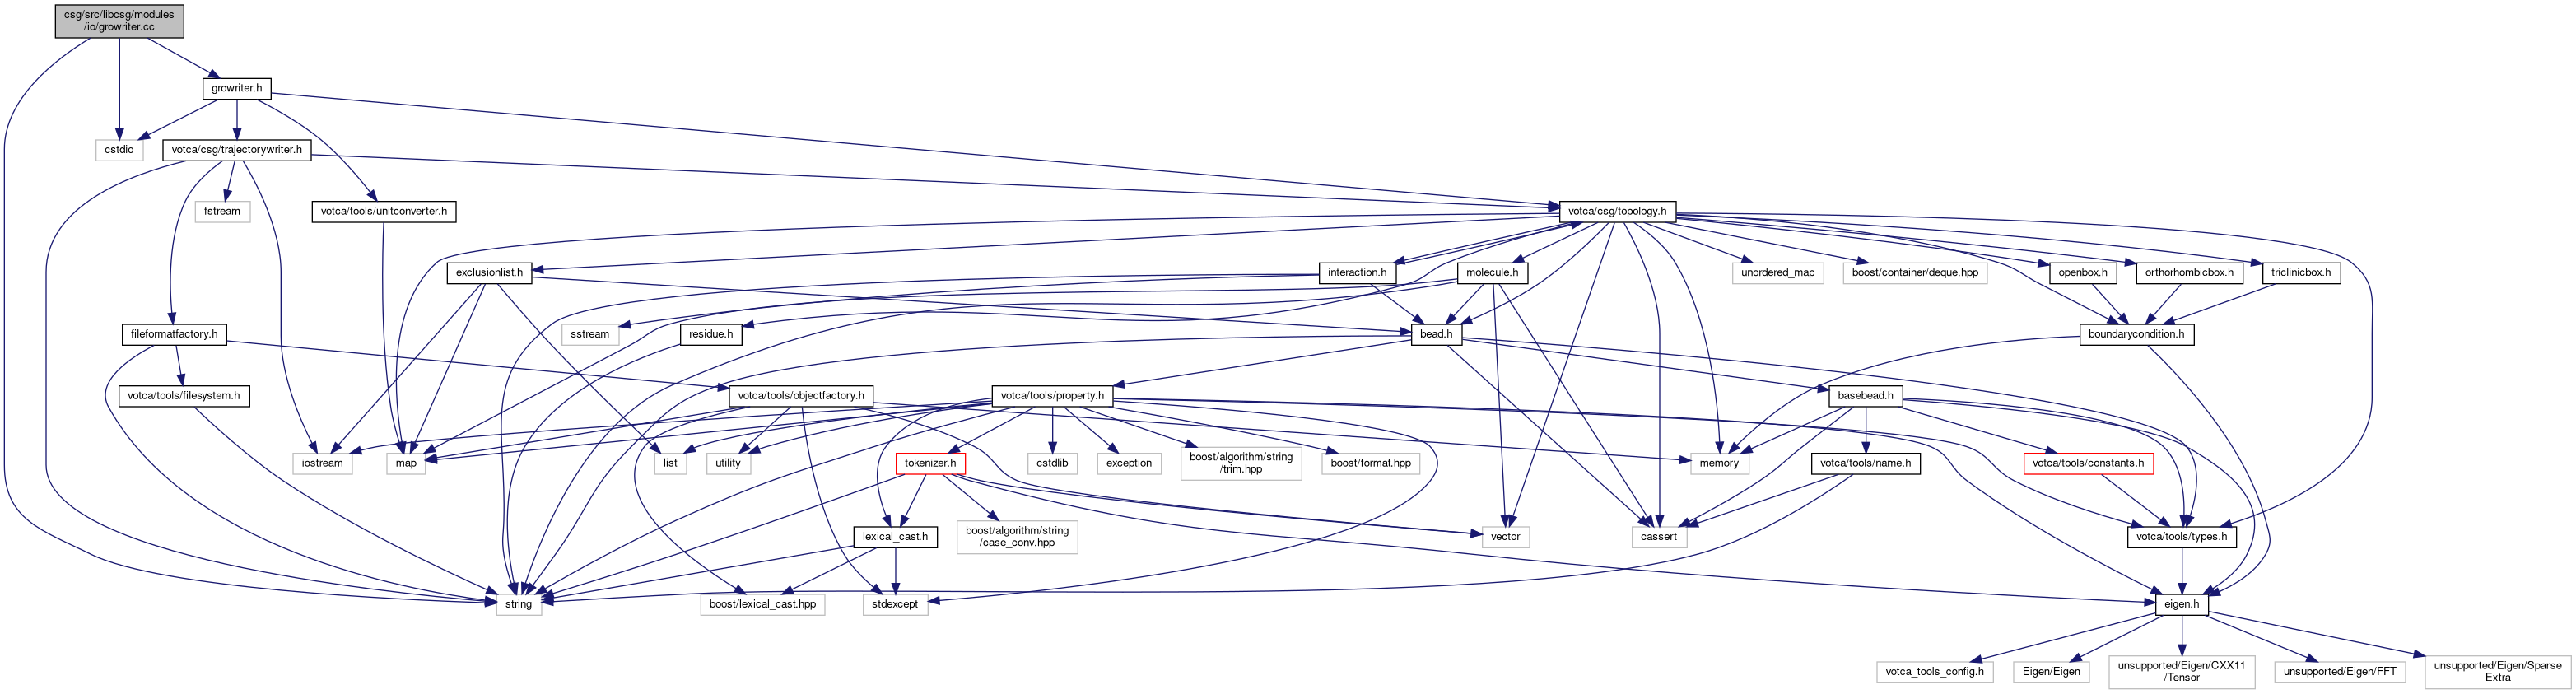 csg/src/libcsg/modules
/io/growriter.cc
growriter.h
cstdio
votca/csg/trajectorywriter.h
fstream
votca/tools/unitconverter.h
votca/csg/topology.h
exclusionlist.h
interaction.h
molecule.h
unordered_map
boost/container/deque.hpp
openbox.h
orthorhombicbox.h
triclinicbox.h
fileformatfactory.h
sstream
residue.h
bead.h
boundarycondition.h
votca/tools/filesystem.h
votca/tools/objectfactory.h
votca/tools/property.h
basebead.h
iostream
map
list
utility
tokenizer.h
cstdlib
exception
boost/algorithm/string
/trim.hpp
boost/format.hpp
memory
votca/tools/name.h
votca/tools/constants.h
lexical_cast.h
boost/algorithm/string
/case_conv.hpp
vector
cassert
votca/tools/types.h
string
boost/lexical_cast.hpp
stdexcept
eigen.h
votca_tools_config.h
Eigen/Eigen
unsupported/Eigen/CXX11
/Tensor
unsupported/Eigen/FFT
unsupported/Eigen/Sparse
Extra